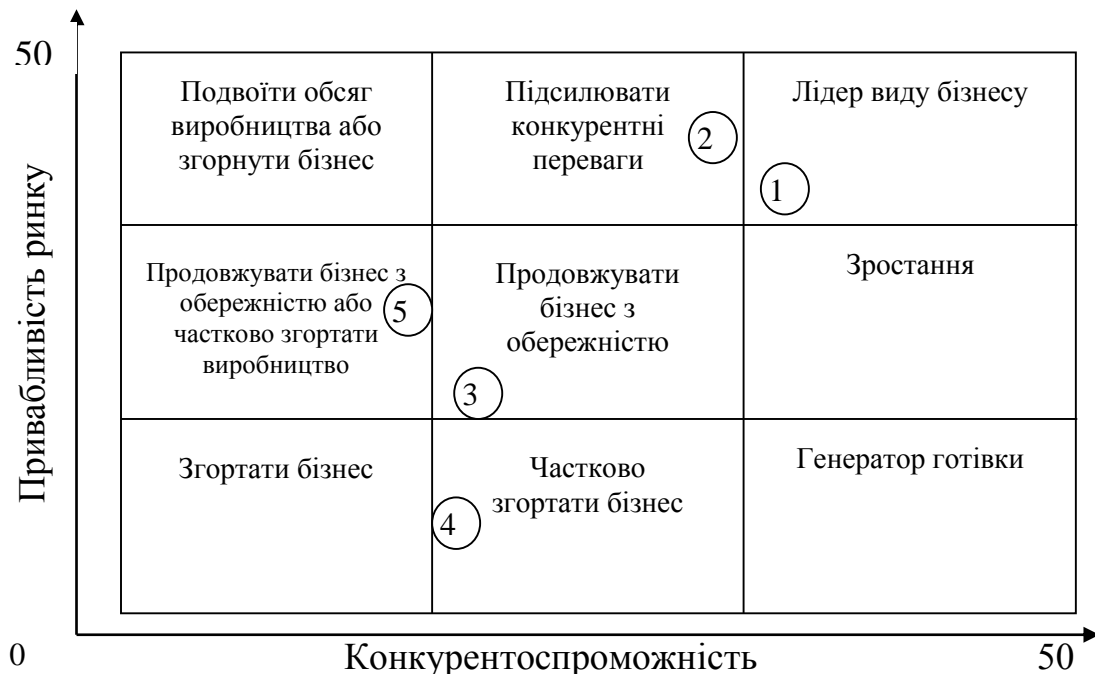 50
Подвоїти обсяг
виробництва або
згорнути бізнес
Підсилювати
конкурентні
переваги
2
Лідер виду бізнесу
1
Привабливість ринку
Продовжувати бізнес з
обережністю або
частково згортати
виробництво
5
Продовжувати
бізнес з
обережністю
3
Зростання
Згортати бізнес
Частково
згортати бізнес
4
Генератор готівки
0
Конкурентоспроможність
50